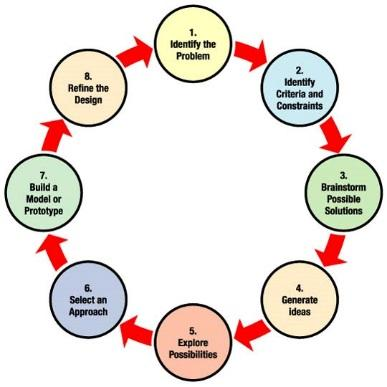 1.
Identify the
Problem
2.
Identify
Criteria and
Constraints
3.
Brainstorm
Possible
Solutions
4.
Generate
ideas
5.
Explore
Possibilities
6.
Select an
Approach
7.
Build a
Model or
Prototype
8.
Refine the
Design